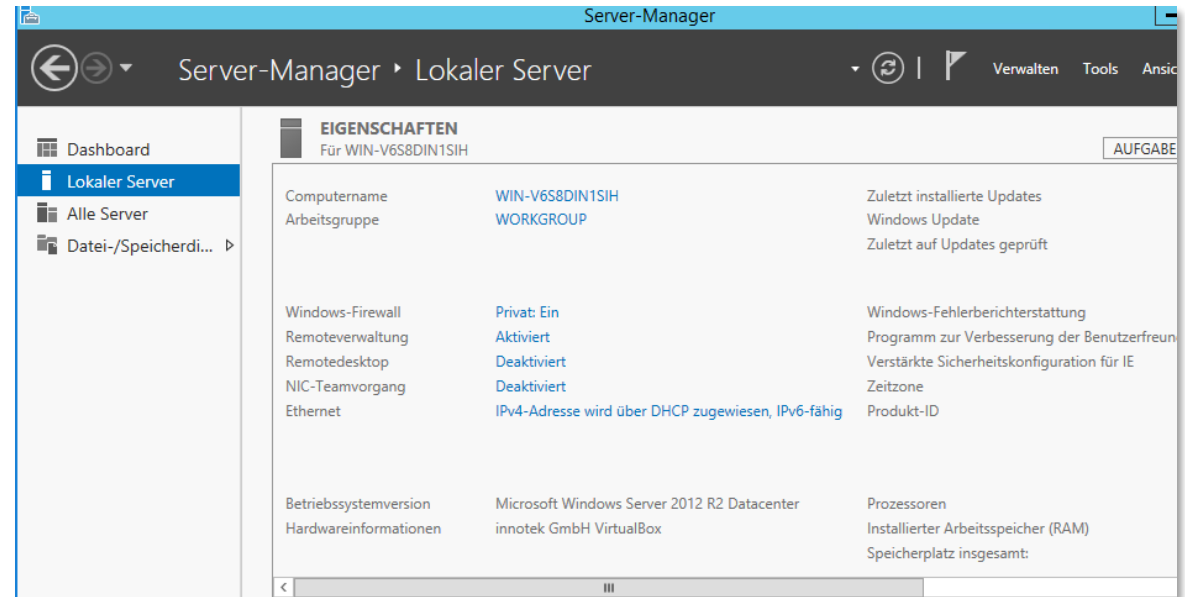 Server-Manager
Server-Manager ‣ Lokaler Server
Verwalten Tools Ansic
Dashboard
Lokaler Server
Alle Server
Datei-/Speicherdi...
EIGENSCHAFTEN
Für WIN-V6S8DIN1SIH
AUFGABE
Computername WIN-V6S8DIN1SIH Zuletzt installierte Updates
Arbeitsgruppe WORKGROUP Windows Update
Zuletzt auf Updates geprüft
Windows-Firewall Privat: Ein Windows-Fehlerberichterstattung
Remoteverwaltung Aktiviert Programm zur Verbesserung der Benutzerfreun
Remotedesktop Deaktiviert Verstärkte Sicherheitskonfiguration für IE
NIC-Teamvorgang Deaktiviert Zeitzone
Ethernet IPv4-Adresse wird über DHCP zugewiesen, IPv6-fähig Produkt-ID
Betriebssystemversion Microsoft Windows Server 2012 R2 Datacenter Prozessoren
Hardwareinformationen innotek GmbH VirtualBox Installierter Arbeitsspeicher (RAM)
Speicherplatz insgesamt: